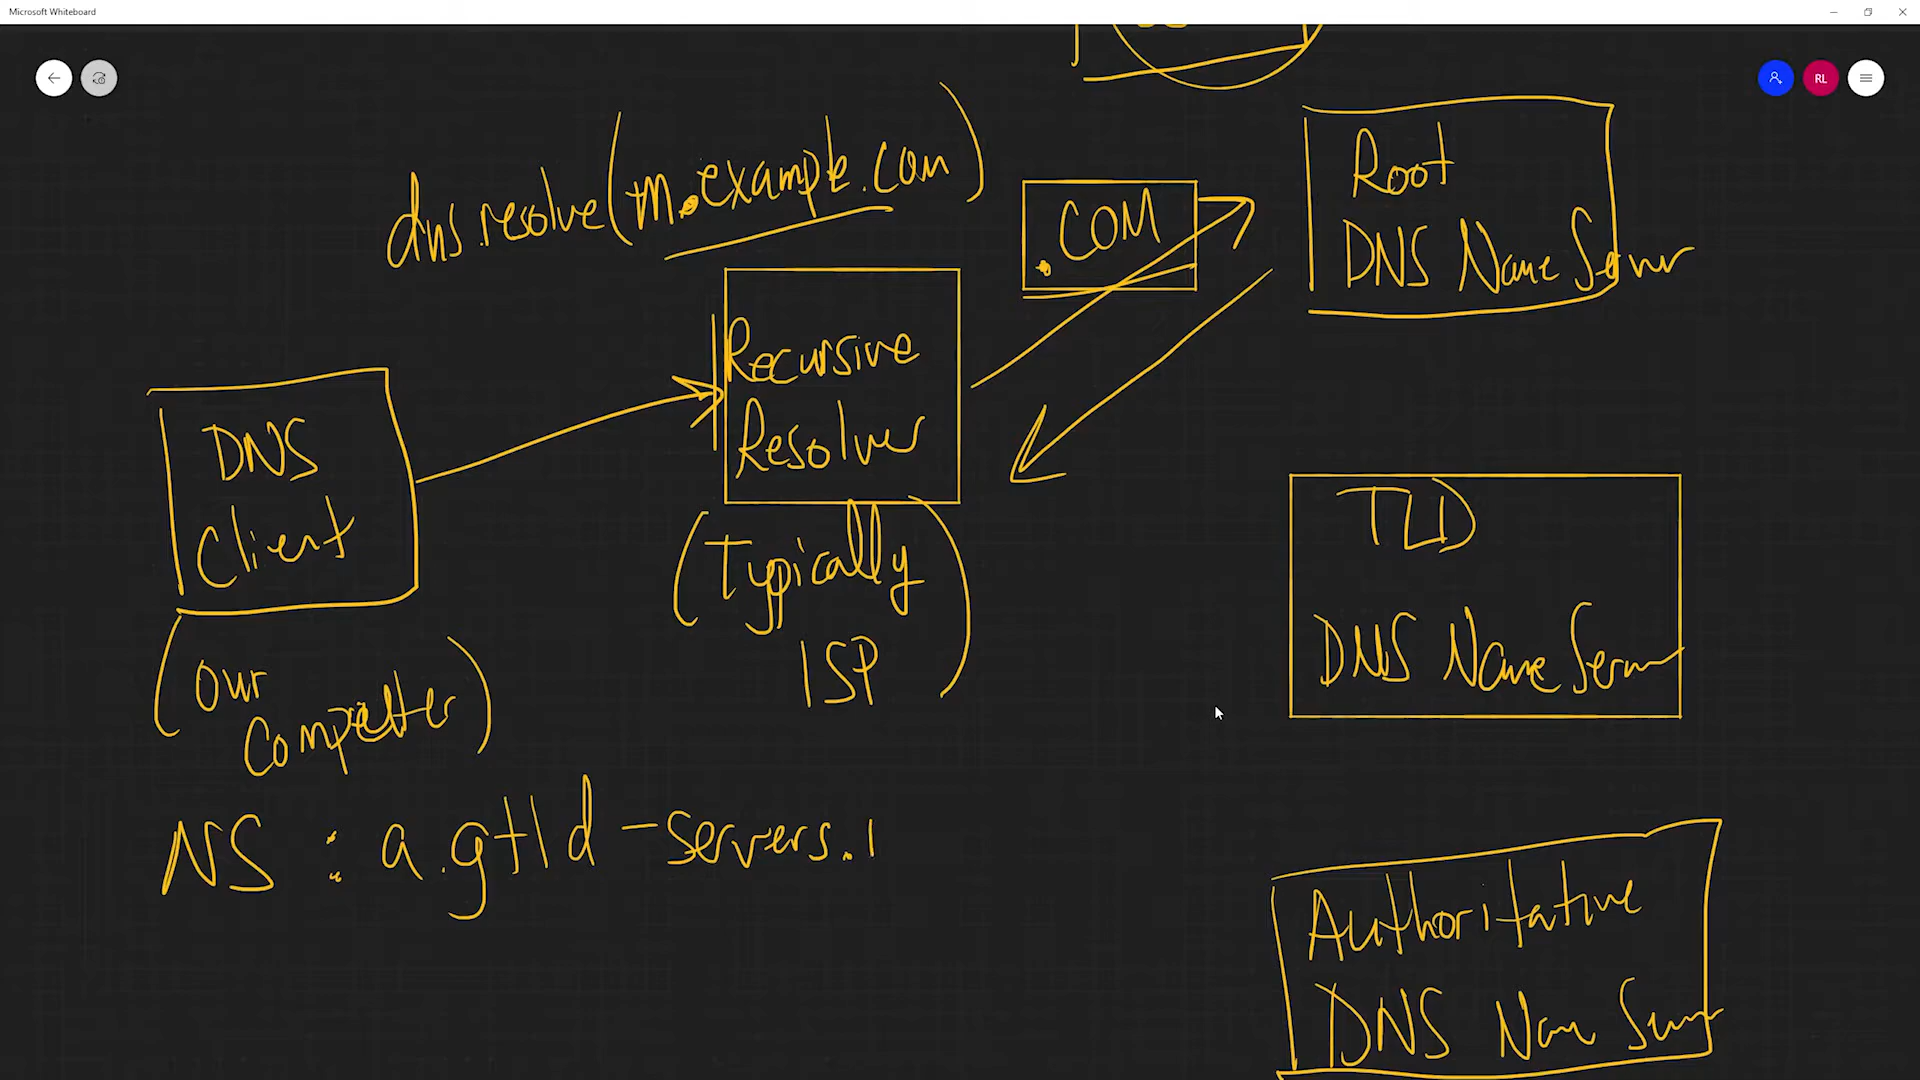 Microsoft Whiteboard
RL
dns.resolve(m.example.com)
.COM
Root
DNS Name Server
Recursive
Resolver
(Typically
ISP)
DNS
Client
(Our
Computer)
TLD
DNS Name Server
NS : a.gtld-servers.
Authoritative
DNS Name Server